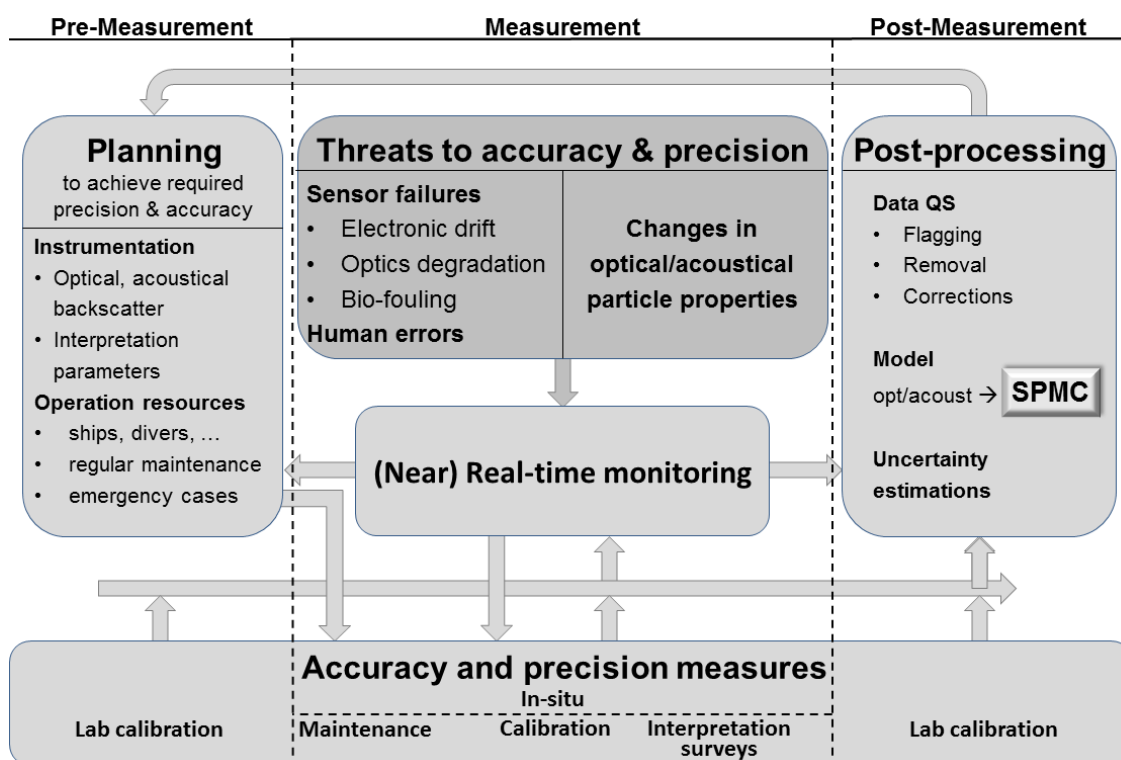 Pre-Measurement
Measurement
Post-Measurement
Planning
to achieve required
precision & accuracy
Instrumentation
• Optical, acoustical
backscatter
• Interpretation
parameters
Operation resources
• ships, divers, …
• regular maintenance
• emergency cases
Threats to accuracy & precision
Sensor failures
• Electronic drift
• Optics degradation
• Bio-fouling
Human errors
Changes in
optical/acoustical
particle properties
(Near) Real-time monitoring
Post-processing
Data QS
• Flagging
• Removal
• Corrections
Model
opt/acoust → SPMC
Uncertainty
estimations
Accuracy and precision measures
In-situ
Lab calibration
Maintenance
Calibration
Interpretation
surveys
Lab calibration